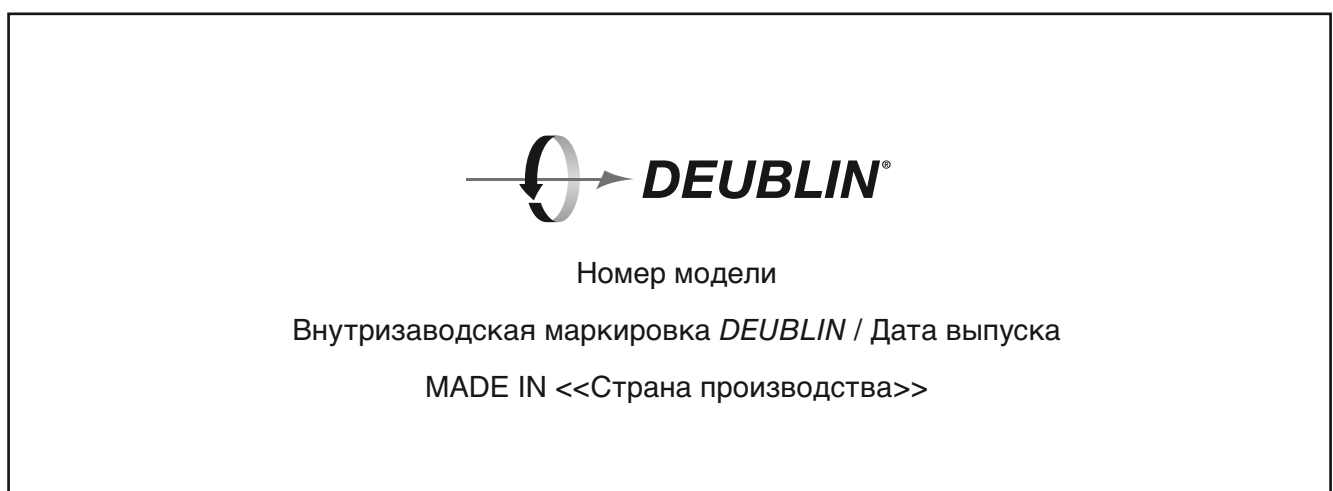 DEUBLIN®
Номер модели
Внутризаводская маркировка DEUBLIN / Дата выпуска
MADE IN <<Страна производства>>